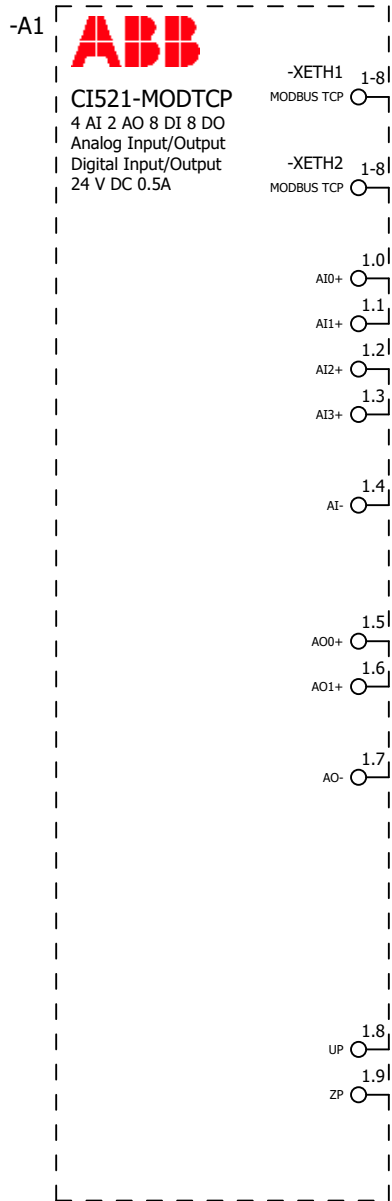 -A1
ABB
CI521-MODTCP
4 AI 2 AO 8 DI 8 DO
Analog Input/Output
Digital Input/Output
24 V DC 0.5A
-XETH1 1-8
MODBUS TCP
-XETH2 1-8
MODBUS TCP
1.0
AI0+
1.1
AI1+
1.2
AI2+
1.3
AI3+
1.4
AI-
1.5
AO0+
1.6
AO1+
1.7
AO-
1.8
UP
1.9
ZP